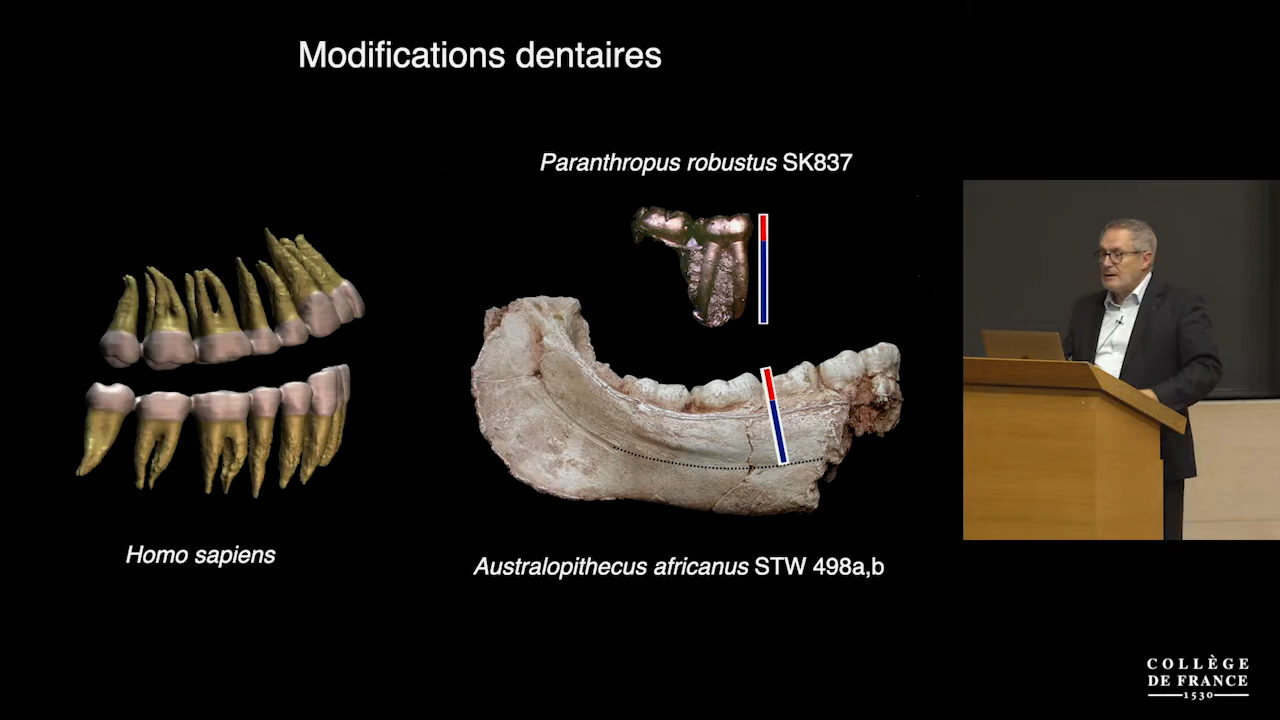 Modifications dentaires
Paranthropus robustus SK837
Homo sapiens
Australopithecus africanus STW 498a,b
COLLÈGE
DE FRANCE
1530